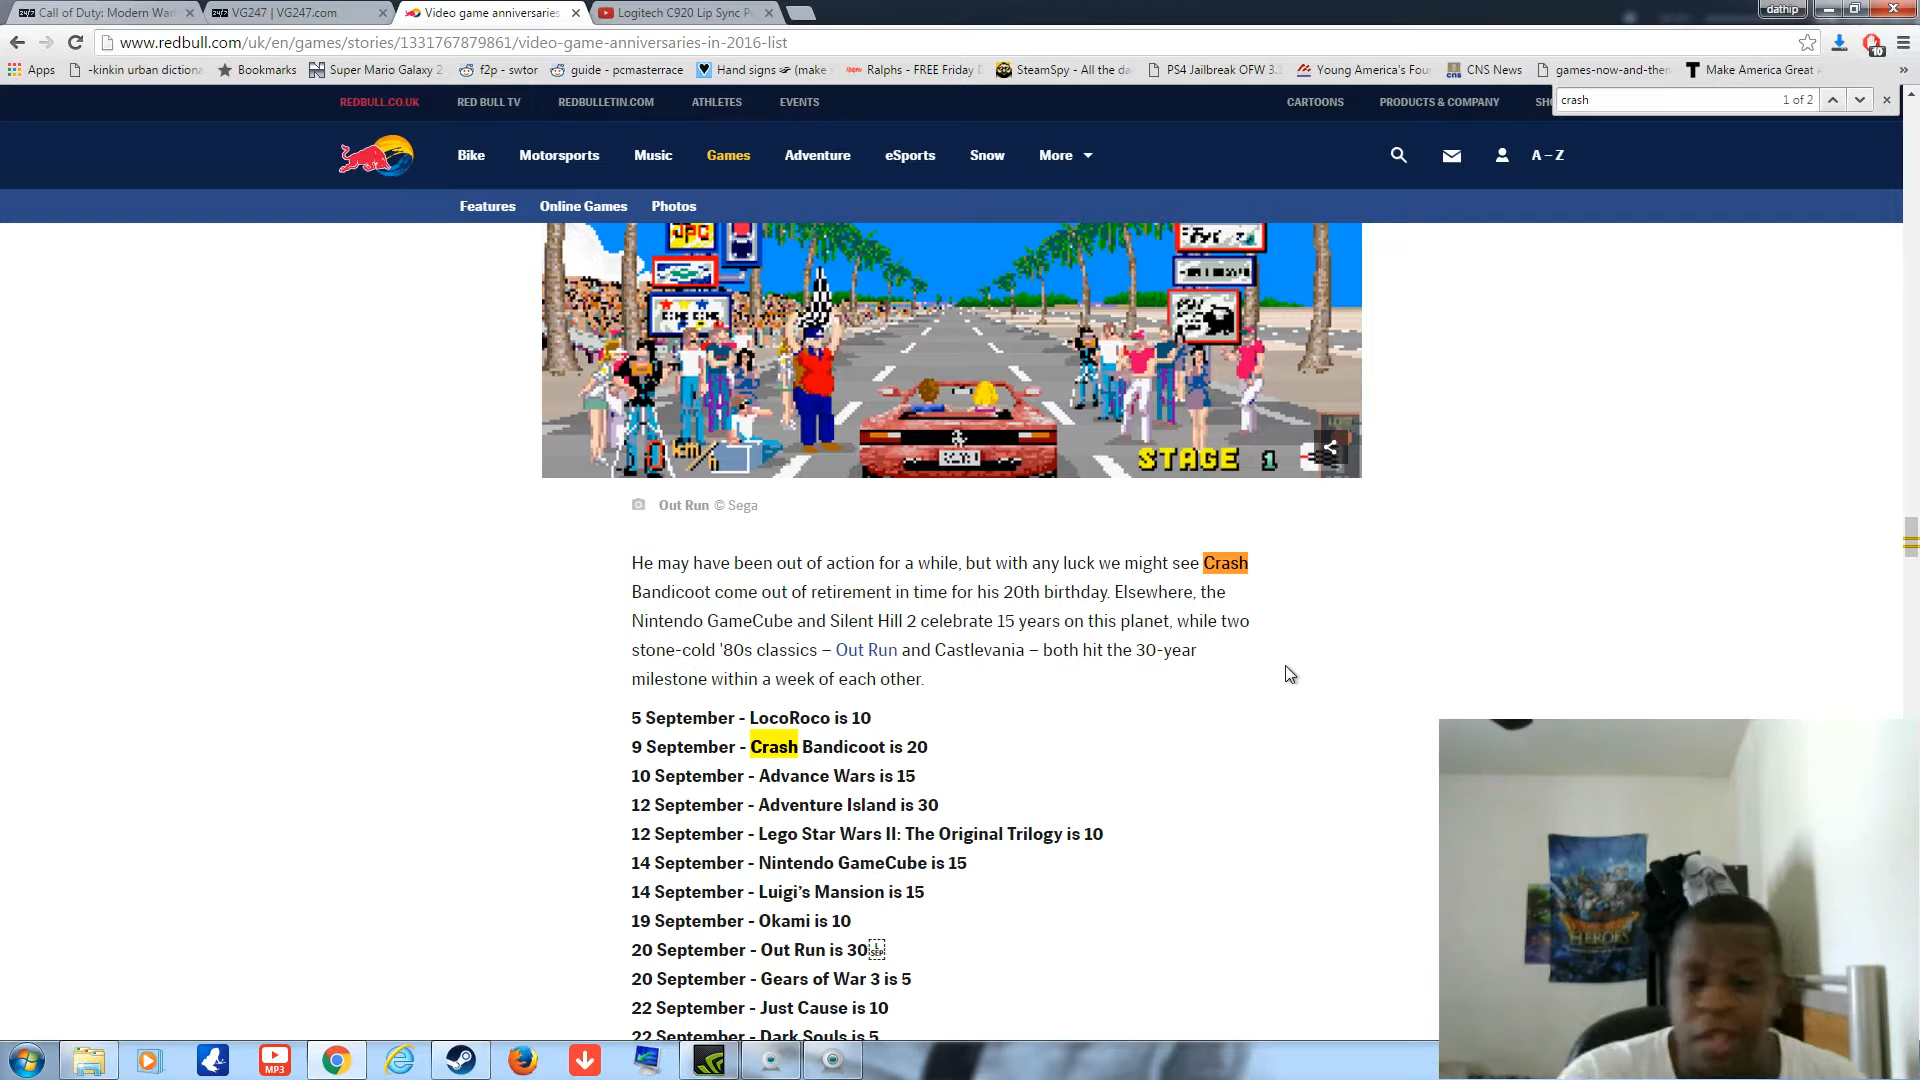 Call of Duty: Modern War
VG247 | VG247.com
Video game anniversaries
Logitech C920 Lip Sync P
dathip
www.redbull.com/uk/en/games/stories/1331767879861/video-game-anniversaries-in-2016-list
10
Apps
-kinkin urban dictiona
Bookmarks
Super Mario Galaxy 2
f2p - swtor
guide - pcmasterrace
Hand signs (make
Ralphs - FREE Friday
SteamSpy - All the da
PS4 Jailbreak OFW 3.
Young America's Fou
CNS News
games-now-and-then
Make America Great
crash
1 of 2
REDBULL.CO.UK
RED BULL TV
REDBULLETIN.COM
ATHLETES
EVENTS
CARTOONS
PRODUCTS & COMPANY
Bike
Motorsports
Music
Games
Adventure
eSports
Snow
More
A – Z
Features
Online Games
Photos
STAGE 1
km/h
Out Run © Sega
He may have been out of action for a while, but with any luck we might see Crash
Bandicoot come out of retirement in time for his 20th birthday. Elsewhere, the
Nintendo GameCube and Silent Hill 2 celebrate 15 years on this planet, while two
stone-cold '80s classics – Out Run and Castlevania – both hit the 30-year
milestone within a week of each other.
5 September - LocoRoco is 10
9 September - Crash Bandicoot is 20
10 September - Advance Wars is 15
12 September - Adventure Island is 30
12 September - Lego Star Wars II: The Original Trilogy is 10
14 September - Nintendo GameCube is 15
14 September - Luigi's Mansion is 15
19 September - Okami is 10
20 September - Out Run is 30
20 September - Gears of War 3 is 5
22 September - Just Cause is 10
22 September - Dark Souls is 5
HEROES
MP3